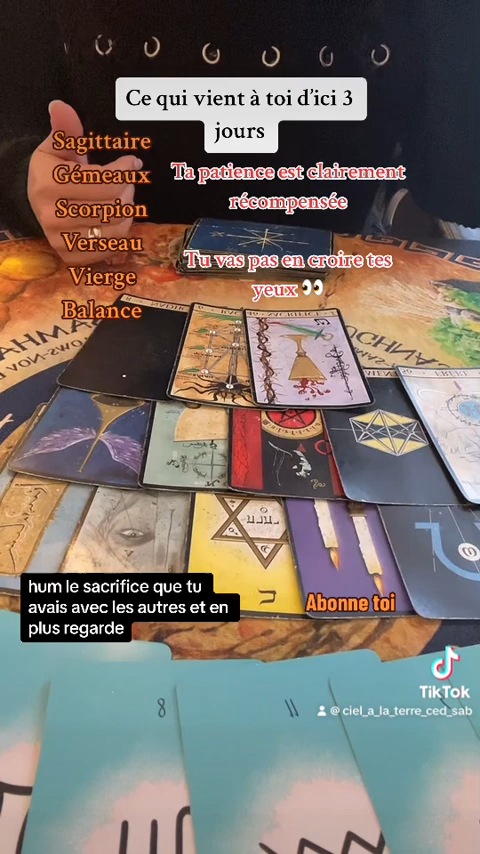 Ce qui vient à toi d'ici 3
jours
Sagittaire
Gémeaux
Scorpion
Verseau
Vierge
Balance
Ta patience est clairement
récompensée
Tu vas pas en croire tes
yeux 👀
hum le sacrifice que tu
avais avec les autres et en
plus regarde
Abonne toi
TikTok
@ciel_a_la_terre_ced_sab
8
11